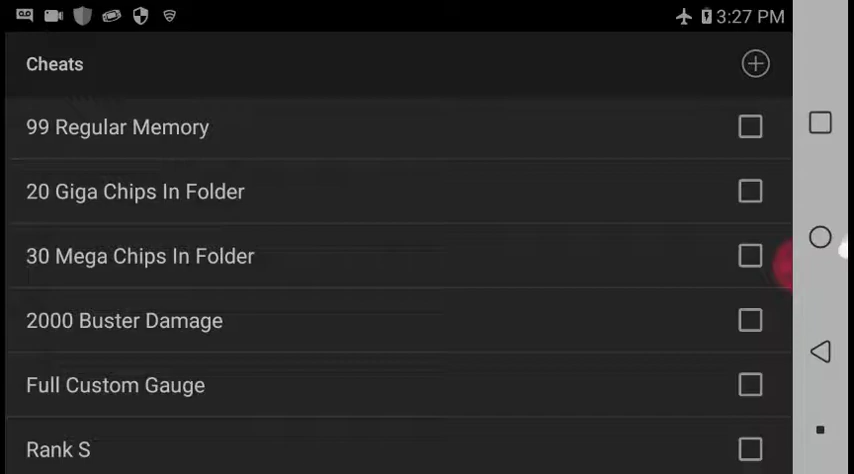 3:27 PM
Cheats
99 Regular Memory
20 Giga Chips In Folder
30 Mega Chips In Folder
2000 Buster Damage
Full Custom Gauge
Rank S